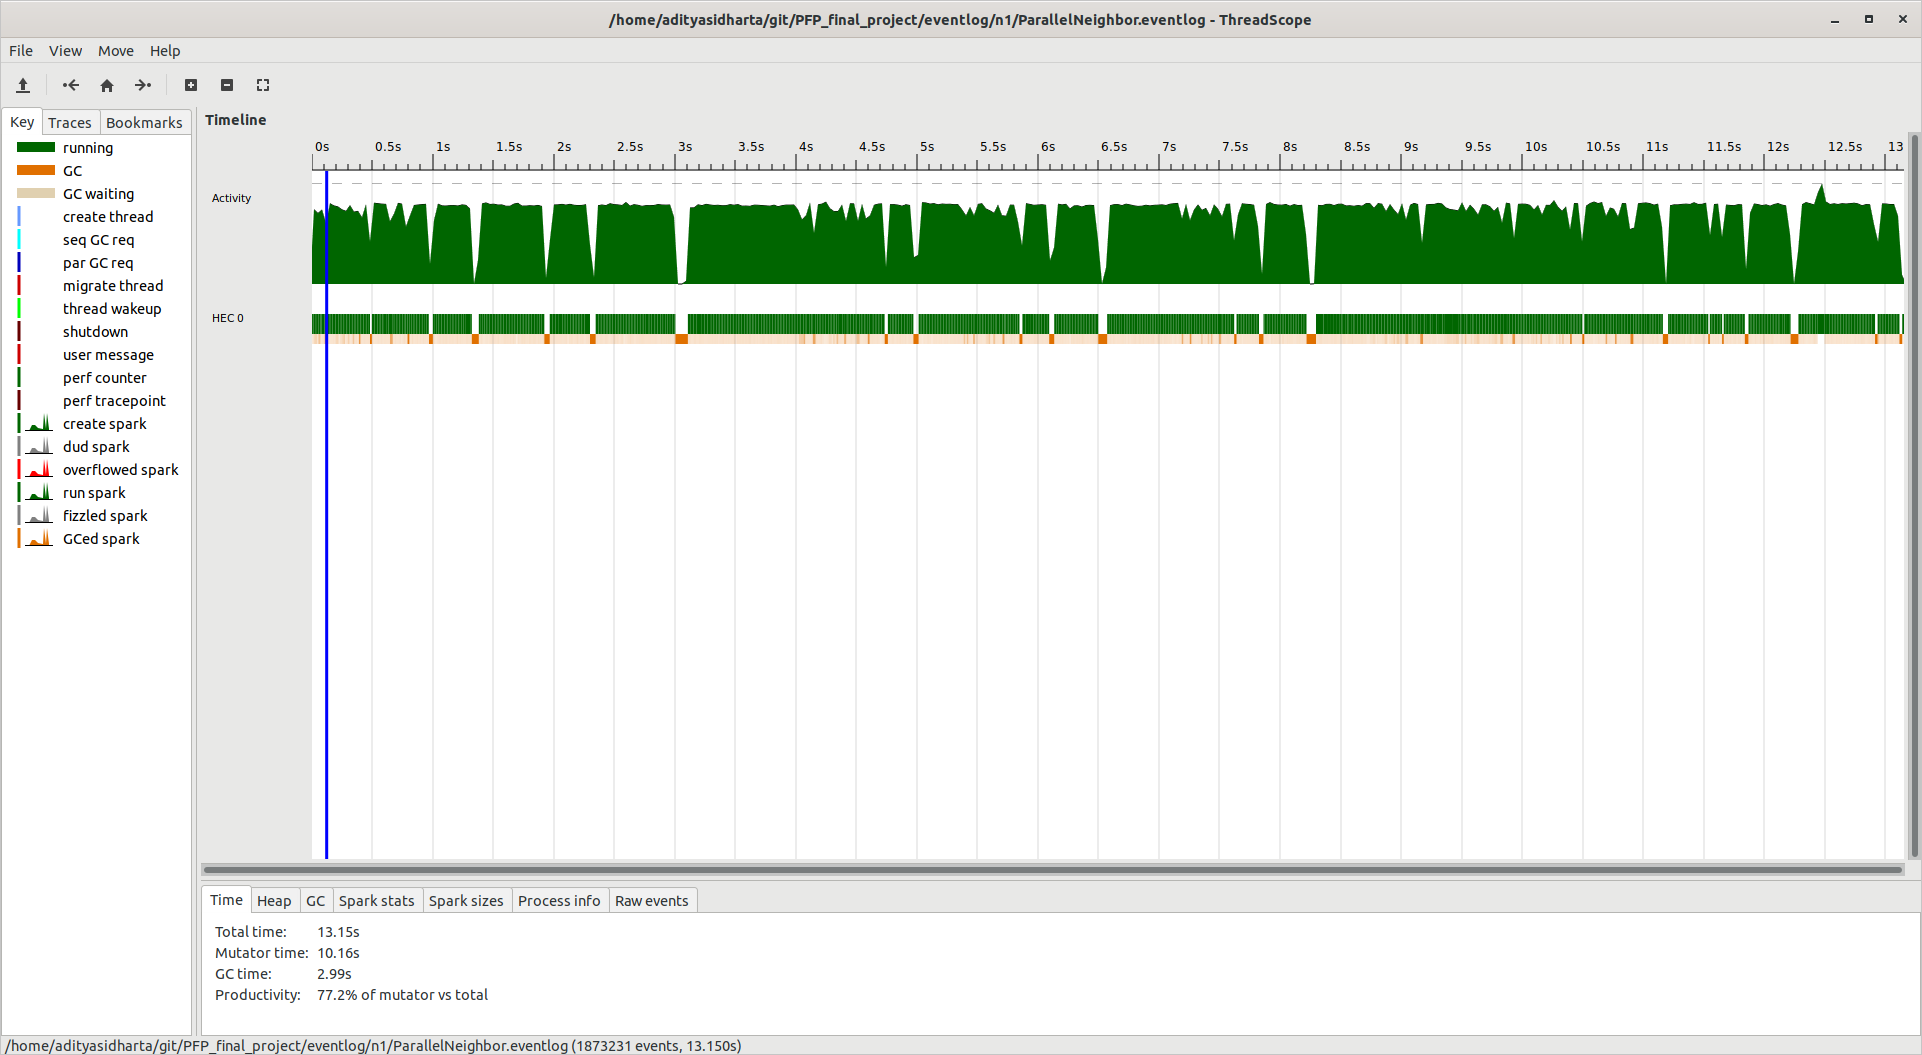 /home/adityasidharta/git/PFP_final_project/eventlog/n1/ParallelNeighbor.eventlog - ThreadScope
File View Move Help
Key Traces Bookmarks
running
GC
GC waiting
create thread
seq GC req
par GC req
migrate thread
thread wakeup
shutdown
user message
perf counter
perf tracepoint
create spark
dud spark
overflowed spark
run spark
fizzled spark
GCed spark
Timeline
0s 0.5s 1s 1.5s 2s 2.5s 3s 3.5s 4s 4.5s 5s 5.5s 6s 6.5s 7s 7.5s 8s 8.5s 9s 9.5s 10s 10.5s 11s 11.5s 12s 12.5s 13
Activity
HEC 0
Time Heap GC Spark stats Spark sizes Process info Raw events
Total time: 13.15s
Mutator time: 10.16s
GC time: 2.99s
Productivity: 77.2% of mutator vs total
/home/adityasidharta/git/PFP_final_project/eventlog/n1/ParallelNeighbor.eventlog (1873231 events, 13.150s)